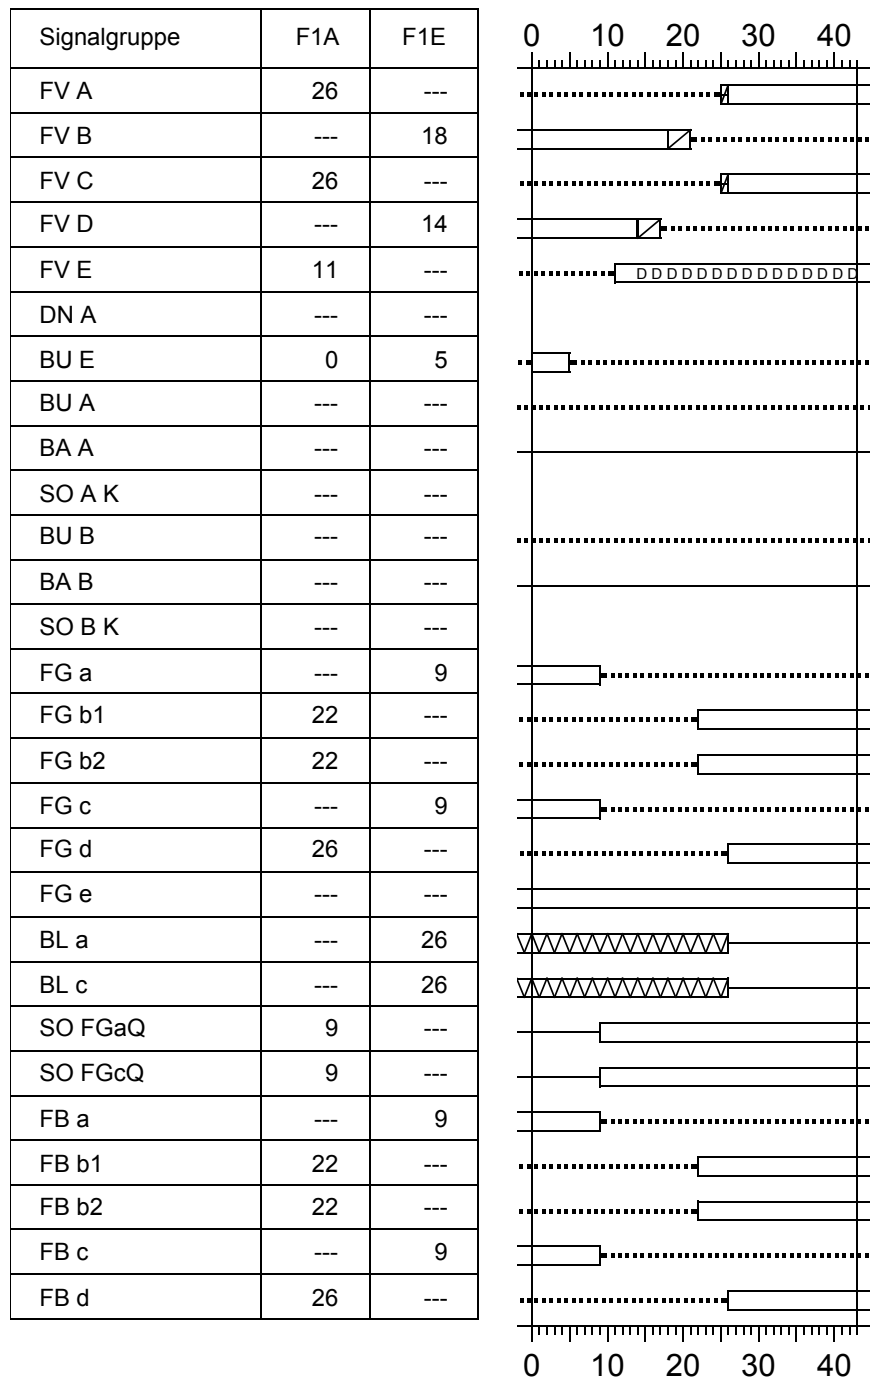 Signalgruppe F1A F1E 0 10 20 30 40
FV A 26 ---
FV B --- 18
FV C 26 ---
FV D --- 14
FV E 11 --- D D D D D D D D D D D D D D D
DN A --- ---
BU E 0 5
BU A --- ---
BA A --- ---
SO A K --- ---
BU B --- ---
BA B --- ---
SO B K --- ---
FG a --- 9
FG b1 22 ---
FG b2 22 ---
FG c --- 9
FG d 26 ---
FG e --- ---
BL a --- 26
BL c --- 26
SO FGaQ 9 ---
SO FGcQ 9 ---
FB a --- 9
FB b1 22 ---
FB b2 22 ---
FB c --- 9
FB d 26 ---
0 10 20 30 40